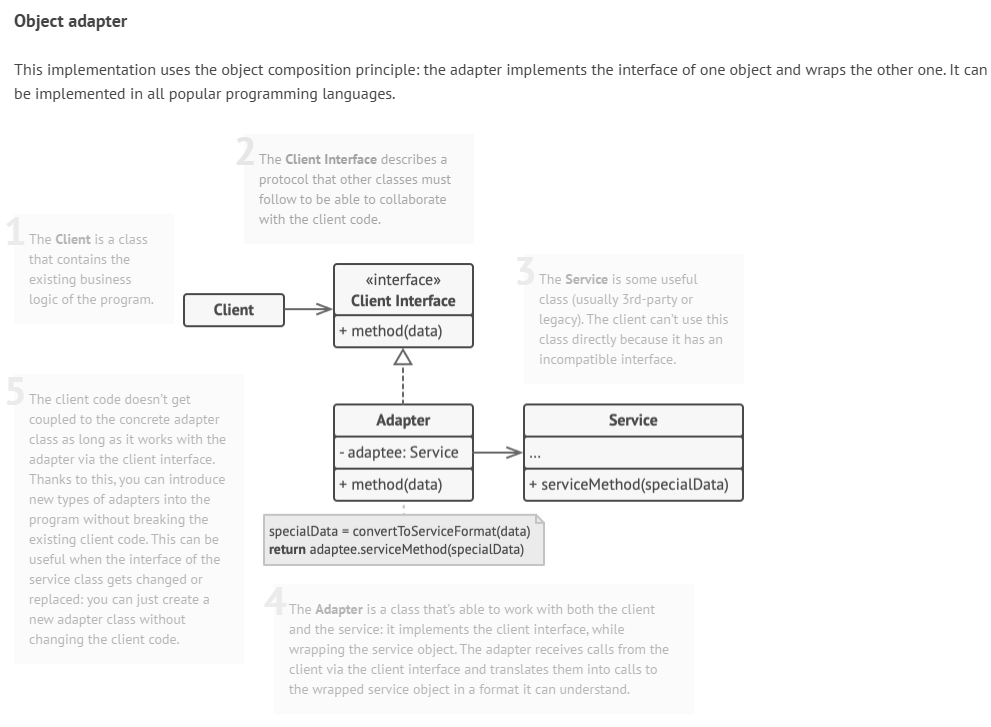 Object adapter
This implementation uses the object composition principle: the adapter implements the interface of one object and wraps the other one. It can
be implemented in all popular programming languages.
1
The Client is a class
that contains the
existing business
logic of the program.
2
The Client Interface describes a
protocol that other classes must
follow to be able to collaborate
with the client code.
Client
«interface»
Client Interface
+ method(data)
3
The Service is some useful
class (usually 3rd-party or
legacy). The client can't use this
class directly because it has an
incompatible interface.
Adapter
- adaptee: Service
+ method(data)
Service
...
+ serviceMethod(specialData)
specialData = convertToServiceFormat(data)
return adaptee.serviceMethod(specialData)
4
The Adapter is a class that's able to work with both the client
and the service: it implements the client interface, while
wrapping the service object. The adapter receives calls from the
client via the client interface and translates them into calls to
the wrapped service object in a format it can understand.
5
The client code doesn't get
coupled to the concrete adapter
class as long as it works with the
adapter via the client interface.
Thanks to this, you can introduce
new types of adapters into the
program without breaking the
existing client code. This can be
useful when the interface of the
service class gets changed or
replaced: you can just create a
new adapter class without
changing the client code.